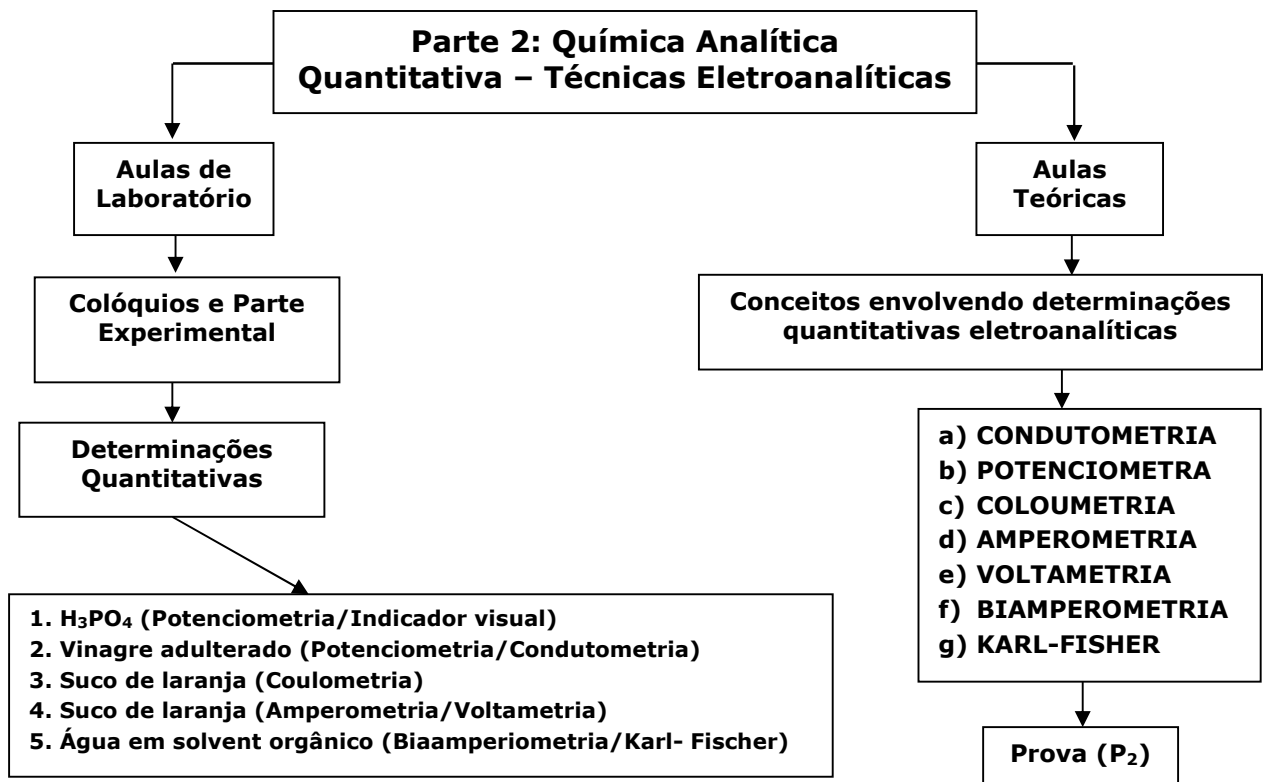 Parte 2: Química Analítica
Quantitativa – Técnicas Eletroanalíticas
Aulas de
Laboratório
Colóquios e Parte
Experimental
Determinações
Quantitativas
1. H₃PO₄ (Potenciometria/Indicador visual)
2. Vinagre adulterado (Potenciometria/Condutometria)
3. Suco de laranja (Coulometria)
4. Suco de laranja (Amperometria/Voltametria)
5. Água em solvent orgânico (Biaamperiometria/Karl- Fischer)
Aulas
Teóricas
Conceitos envolvendo determinações
quantitativas eletroanalíticas
a) CONDUTOMETRIA
b) POTENCIOMETRA
c) COLOUMETRIA
d) AMPEROMETRIA
e) VOLTAMETRIA
f) BIAMPEROMETRIA
g) KARL-FISHER
Prova (P₂)